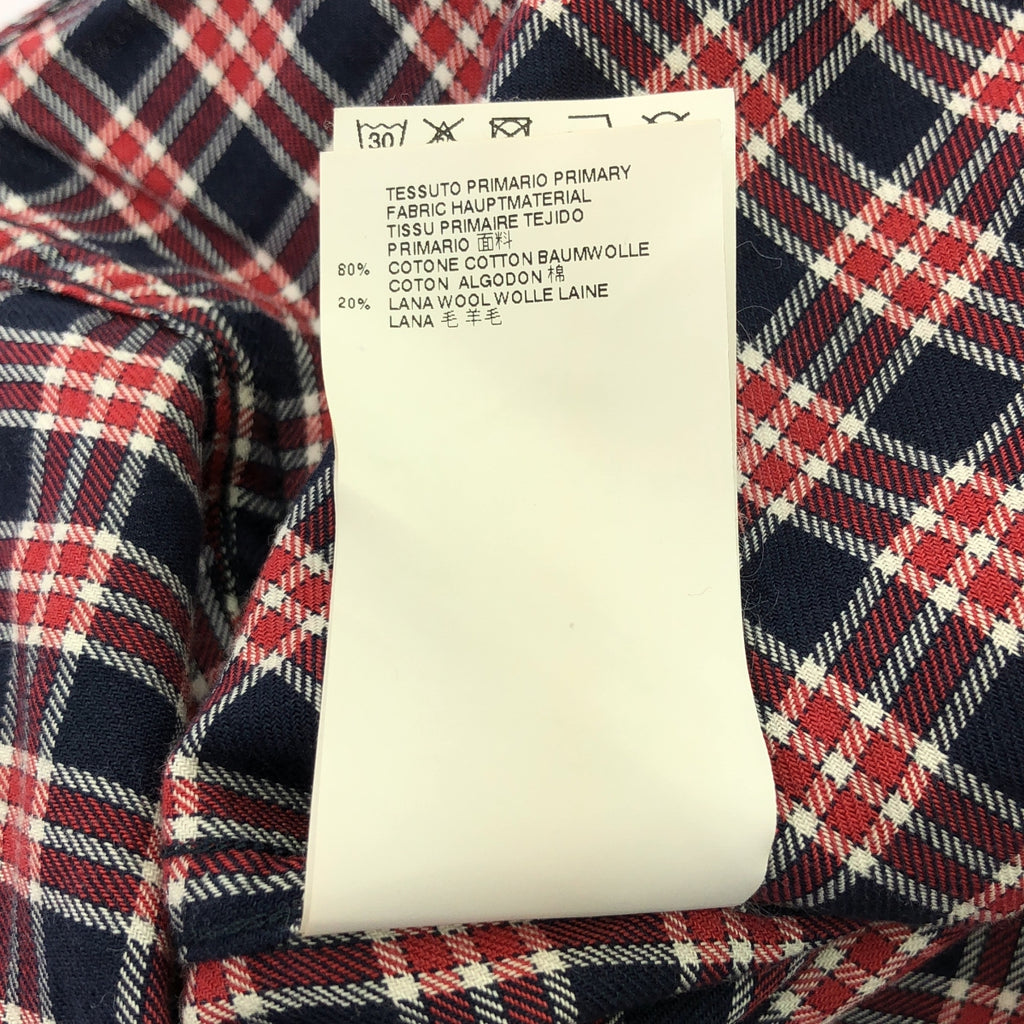 30
TESSUTO PRIMARIO PRIMARY
FABRIC HAUPTMATERIAL
TISSU PRIMAIRE TEJIDO
PRIMARIO 面料
80% COTONE COTTON BAUMWOLLE
COTON ALGODON 棉
20% LANA WOOL WOLLE LAINE
LANA 毛 羊毛